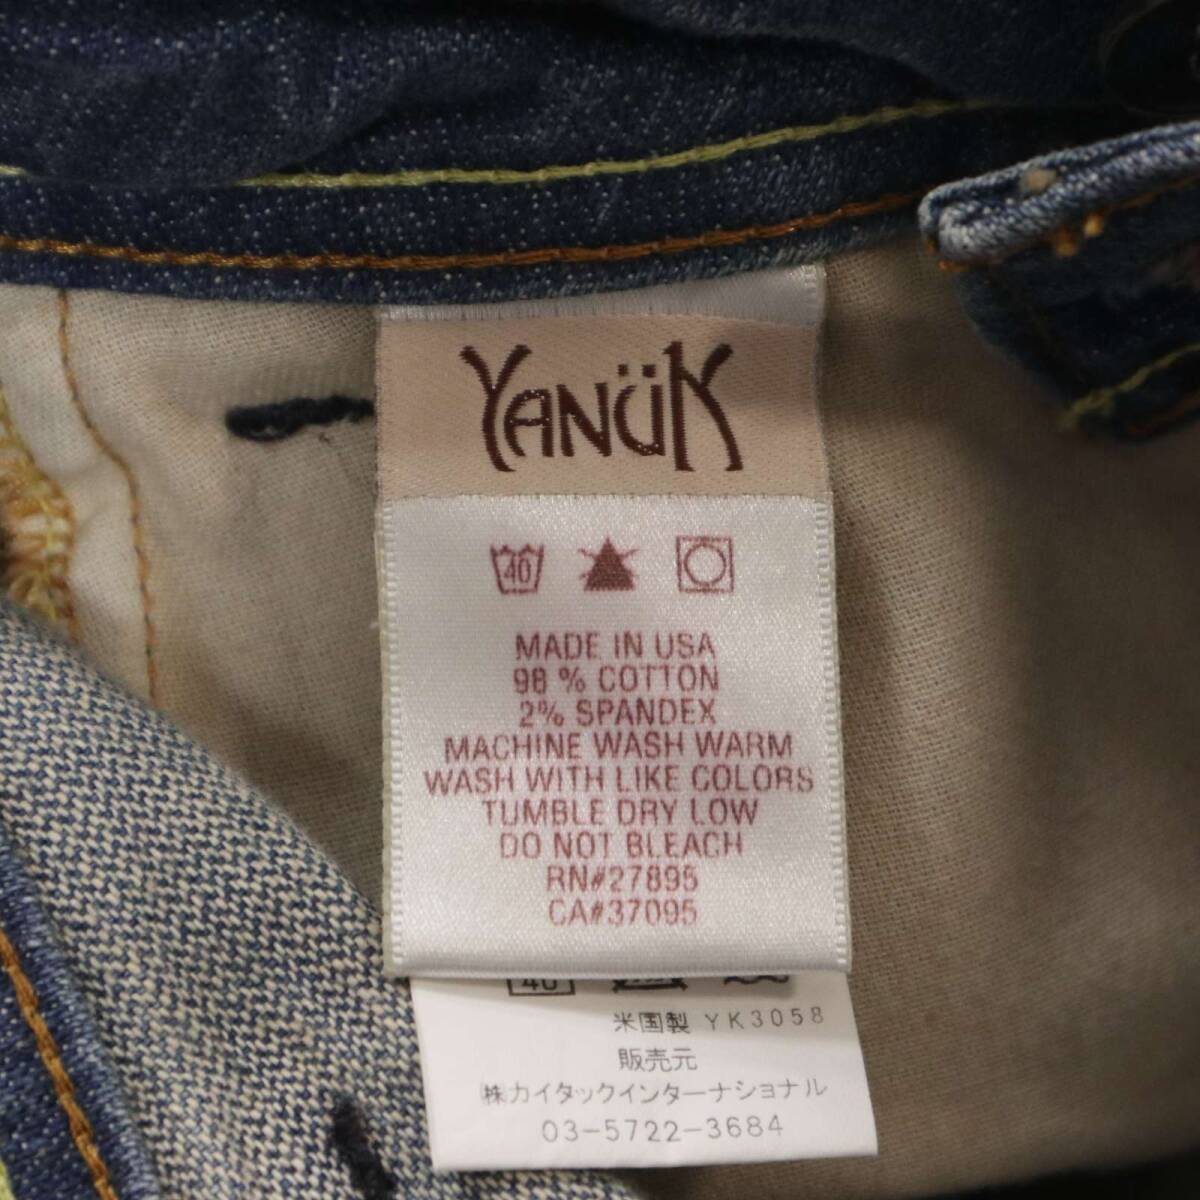 YANÜK
40
MADE IN USA
98 % COTTON
2% SPANDEX
MACHINE WASH WARM
WASH WITH LIKE COLORS
TUMBLE DRY LOW
DO NOT BLEACH
RN#27895
CA#37095
40
米国製 YK3058
販売元
㈱カイタックインターナショナル
03-5722-3684